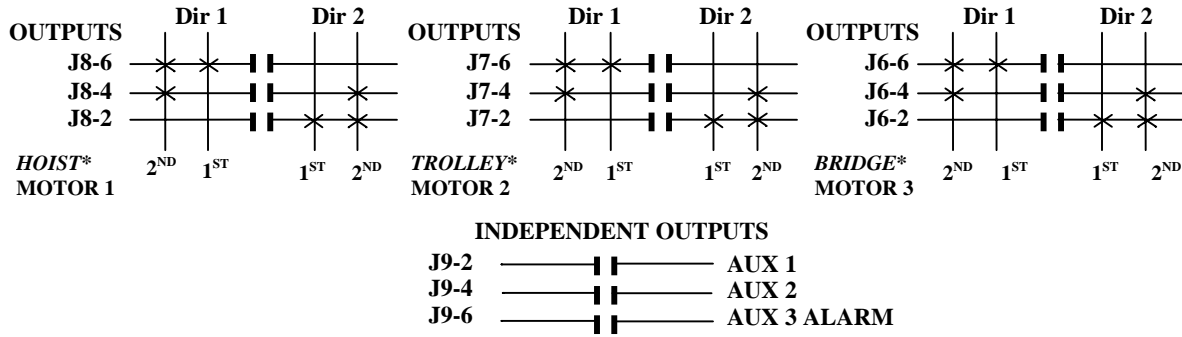 Dir 1 Dir 2
OUTPUTS
J8-6
J8-4
J8-2
HOIST* 2ND 1ST 1ST 2ND
MOTOR 1
Dir 1 Dir 2
OUTPUTS
J7-6
J7-4
J7-2
TROLLEY* 2ND 1ST 1ST 2ND
MOTOR 2
Dir 1 Dir 2
OUTPUTS
J6-6
J6-4
J6-2
BRIDGE* 2ND 1ST 1ST 2ND
MOTOR 3
INDEPENDENT OUTPUTS
J9-2 AUX 1
J9-4 AUX 2
J9-6 AUX 3 ALARM